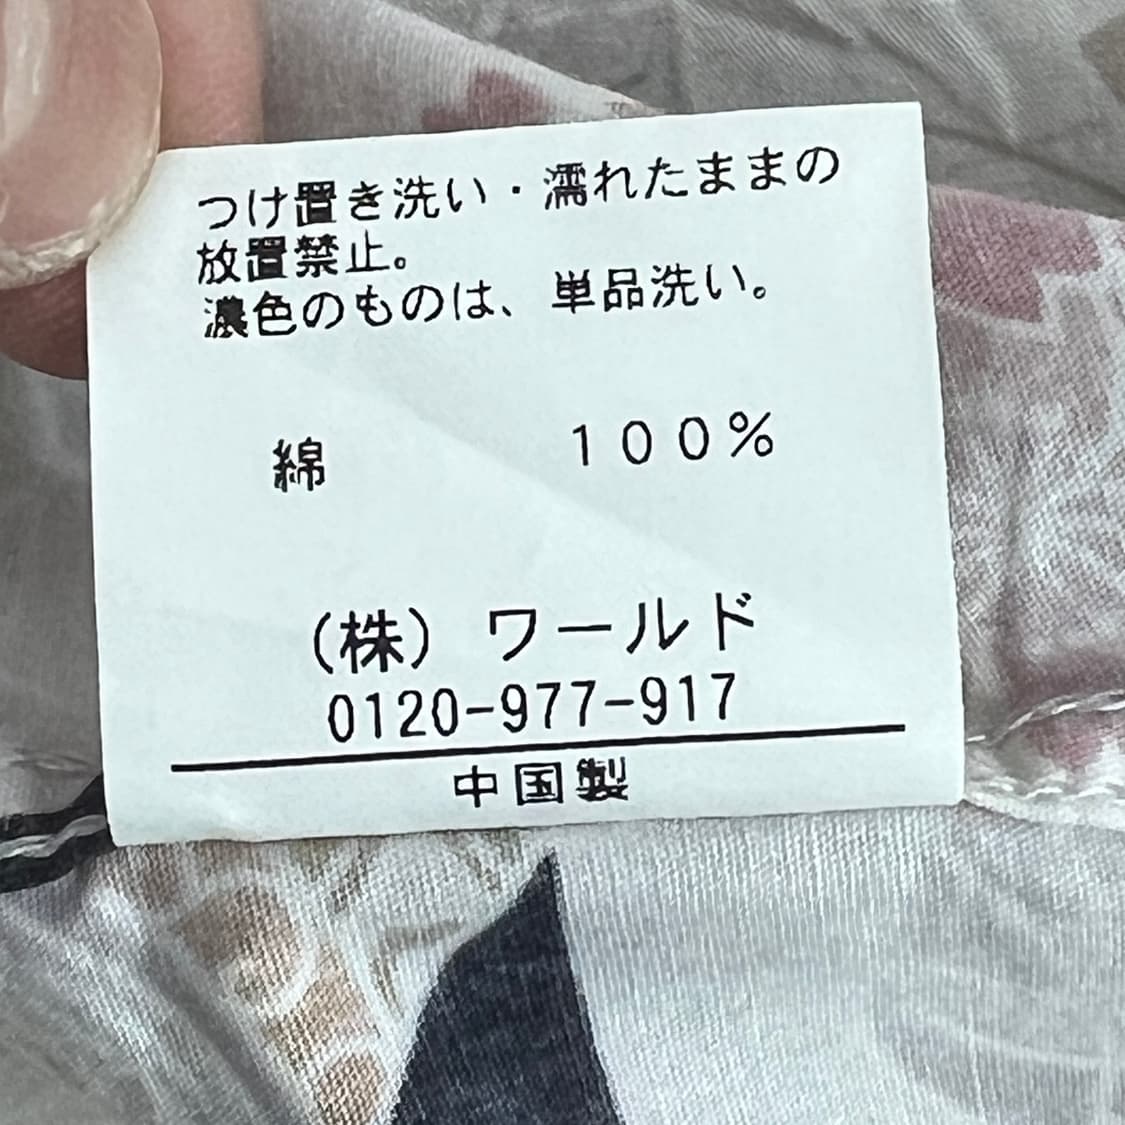 つけ置き洗い・濡れたままの
放置禁止。
濃色のものは、単品洗い。
綿 100%
(株) ワールド
0120-977-917
中国製